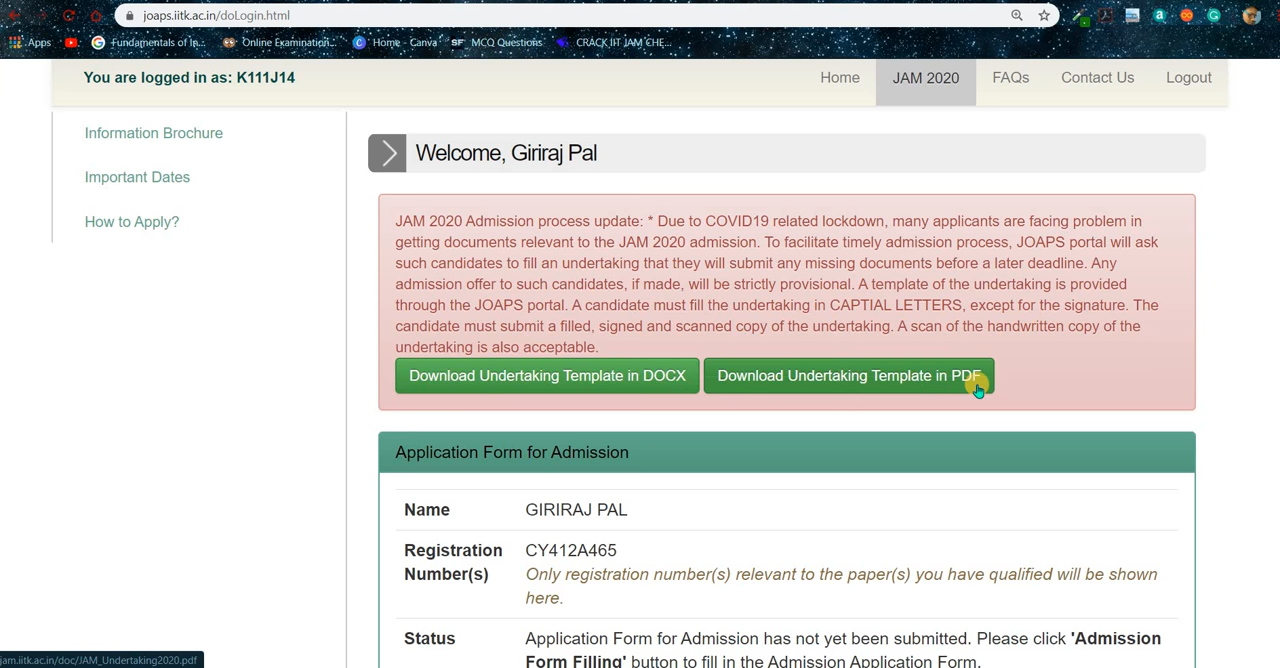 joaps.iitk.ac.in/doLogin.html
Apps Fundamentals of In... Online Examination... Home - Canva SF MCQ Questions CRACK IIT JAM CHE...
You are logged in as: K111J14 Home JAM 2020 FAQs Contact Us Logout
Information Brochure
Important Dates
How to Apply?
Welcome, Giriraj Pal
JAM 2020 Admission process update: * Due to COVID19 related lockdown, many applicants are facing problem in
getting documents relevant to the JAM 2020 admission. To facilitate timely admission process, JOAPS portal will ask
such candidates to fill an undertaking that they will submit any missing documents before a later deadline. Any
admission offer to such candidates, if made, will be strictly provisional. A template of the undertaking is provided
through the JOAPS portal. A candidate must fill the undertaking in CAPTIAL LETTERS, except for the signature. The
candidate must submit a filled, signed and scanned copy of the undertaking. A scan of the handwritten copy of the
undertaking is also acceptable.
Download Undertaking Template in DOCX Download Undertaking Template in PDF
Application Form for Admission
Name GIRIRAJ PAL
Registration CY412A465
Number(s) Only registration number(s) relevant to the paper(s) you have qualified will be shown
here.
Status Application Form for Admission has not yet been submitted. Please click 'Admission
Form Filling' button to fill in the Admission Application Form.
jam.iitk.ac.in/doc/JAM_Undertaking2020.pdf